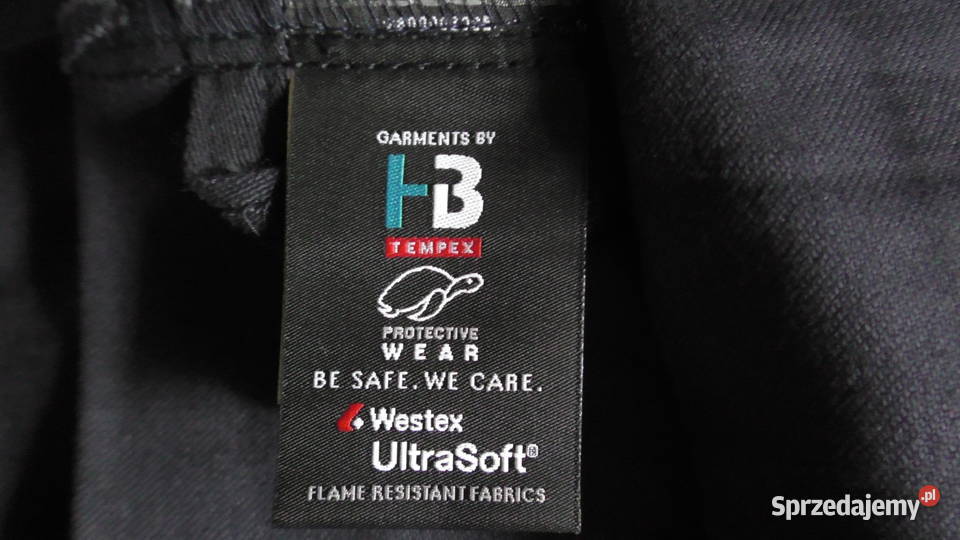 GARMENTS BY
HB
TEMPEX
PROTECTIVE
WEAR
BE SAFE. WE CARE.
Westex
UltraSoft®
FLAME RESISTANT FABRICS
Sprzedajemy.pl